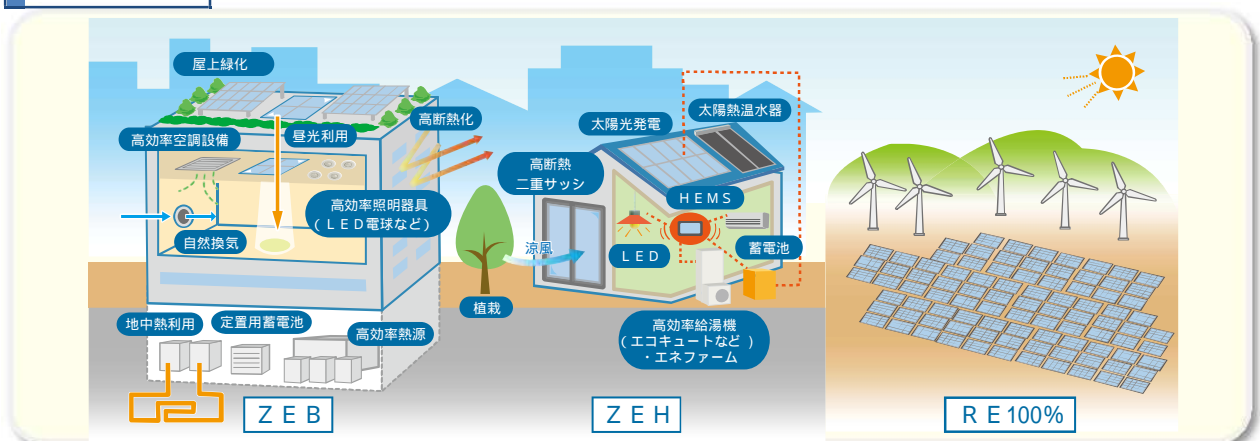 屋上緑化
高断熱化
高効率空調設備
昼光利用
高効率照明器具
(LED電球など)
自然換気
地中熱利用
定置用蓄電池
高効率熱源
ZEB
太陽光発電
太陽熱温水器
高断熱
二重サッシ
HEMS
涼風
LED
蓄電池
植栽
高効率給湯機
(エコキュートなど)
・エネファーム
ZEH
RE100%